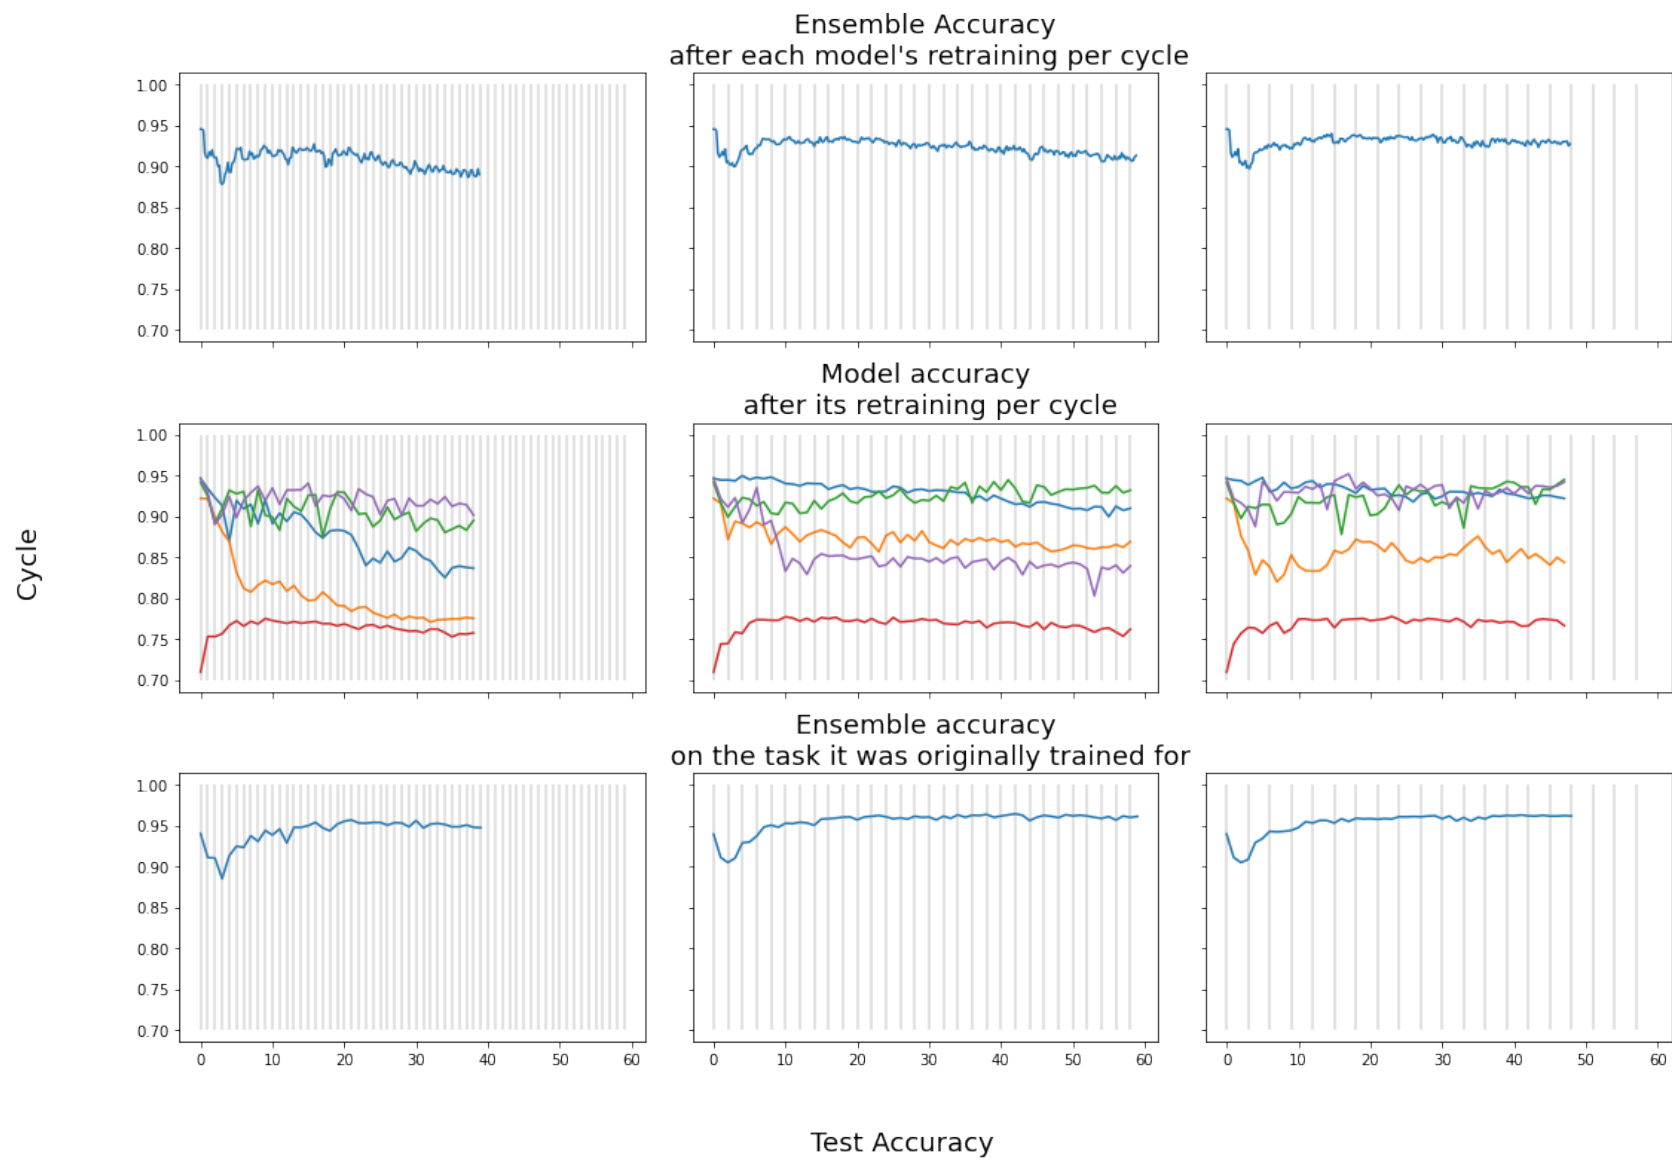 Ensemble Accuracy
after each model's retraining per cycle
1.00
0.95
0.90
0.85
0.80
0.75
0.70
0 10 20 30 40 50 60
Model accuracy
after its retraining per cycle
1.00
0.95
0.90
0.85
0.80
0.75
0.70
Cycle
Ensemble accuracy
on the task it was originally trained for
1.00
0.95
0.90
0.85
0.80
0.75
0.70
0 10 20 30 40 50 60
0 10 20 30 40 50 60
Test Accuracy